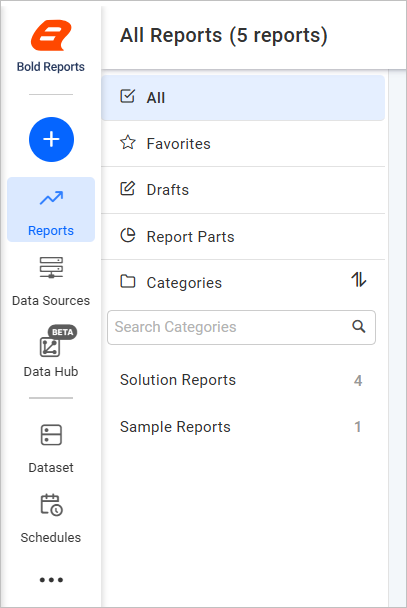 Bold Reports
Reports
Data Sources
BETA
Data Hub
Dataset
Schedules
All Reports (5 reports)
All
Favorites
Drafts
Report Parts
Categories
Search Categories
Solution Reports 4
Sample Reports 1